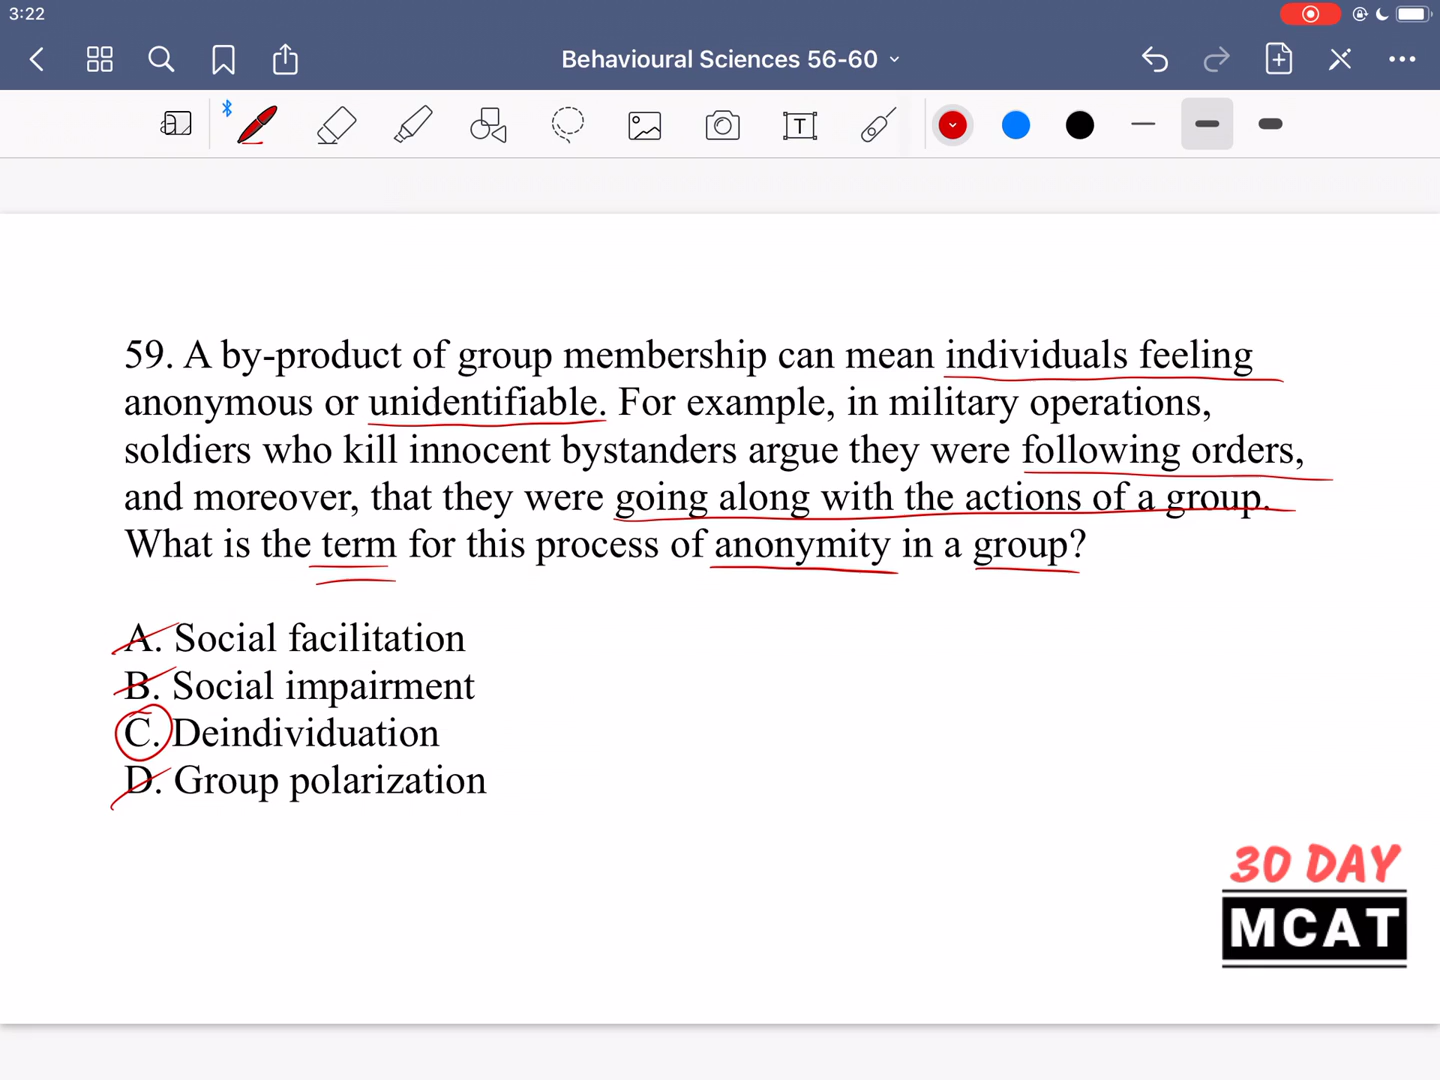 3:22
Behavioural Sciences 56-60
59. A by-product of group membership can mean individuals feeling
anonymous or unidentifiable. For example, in military operations,
soldiers who kill innocent bystanders argue they were following orders,
and moreover, that they were going along with the actions of a group.
What is the term for this process of anonymity in a group?
A. Social facilitation
B. Social impairment
C. Deindividuation
D. Group polarization
30 DAY
MCAT